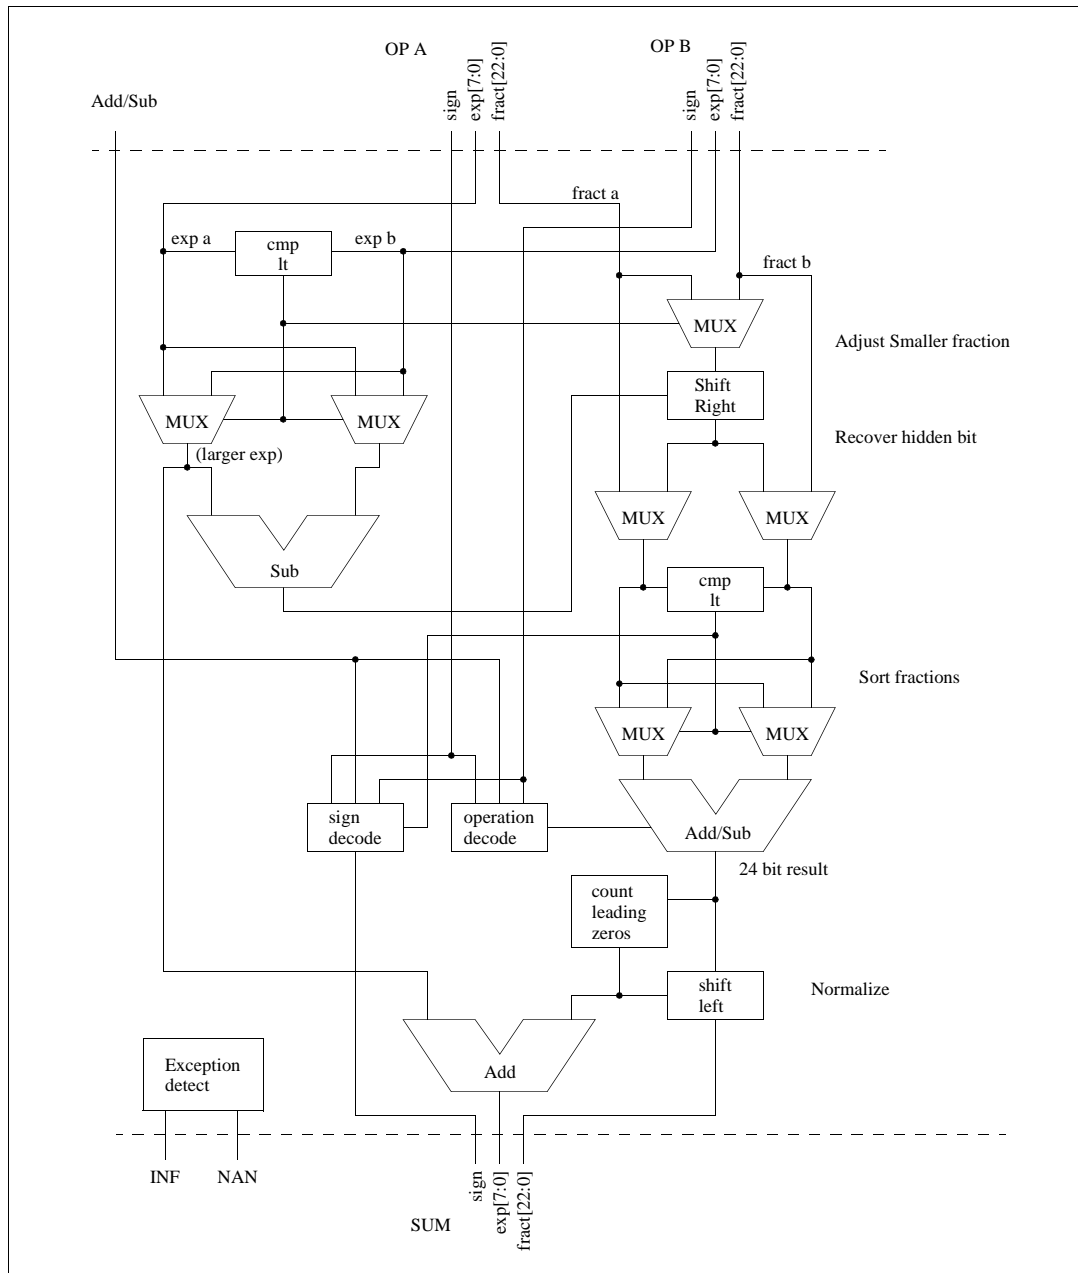 OP A
OP B
Add/Sub
sign
exp[7:0]
fract[22:0]
sign
exp[7:0]
fract[22:0]
fract a
exp a
cmp
lt
exp b
fract b
MUX
Adjust Smaller fraction
Shift
Right
MUX
MUX
Recover hidden bit
(larger exp)
MUX
MUX
Sub
cmp
lt
Sort fractions
MUX
MUX
sign
decode
operation
decode
Add/Sub
24 bit result
count
leading
zeros
shift
left
Normalize
Exception
detect
Add
INF
NAN
sign
exp[7:0]
fract[22:0]
SUM